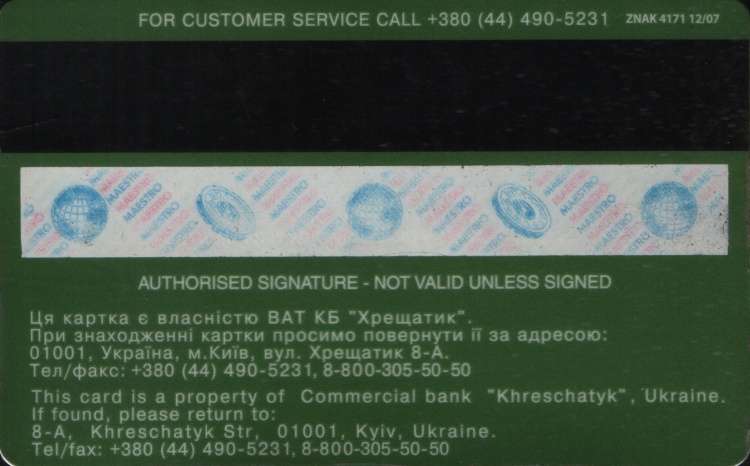 FOR CUSTOMER SERVICE CALL +380 (44) 490-5231 ZNAK 4171 12/07
MAESTRO MAESTRO MAESTRO MAESTRO
AUTHORISED SIGNATURE - NOT VALID UNLESS SIGNED
Ця картка є власністю ВАТ КБ "Хрещатик".
При знаходженні картки просимо повернути її за адресою:
01001, Україна, м.Київ, вул. Хрещатик 8-А.
Тел/факс: +380 (44) 490-5231, 8-800-305-50-50
This card is a property of Commercial bank "Khreschatyk", Ukraine.
If found, please return to:
8-A, Khreschatyk Str, 01001, Kyiv, Ukraine.
Tel/fax: +380 (44) 490-5231, 8-800-305-50-50